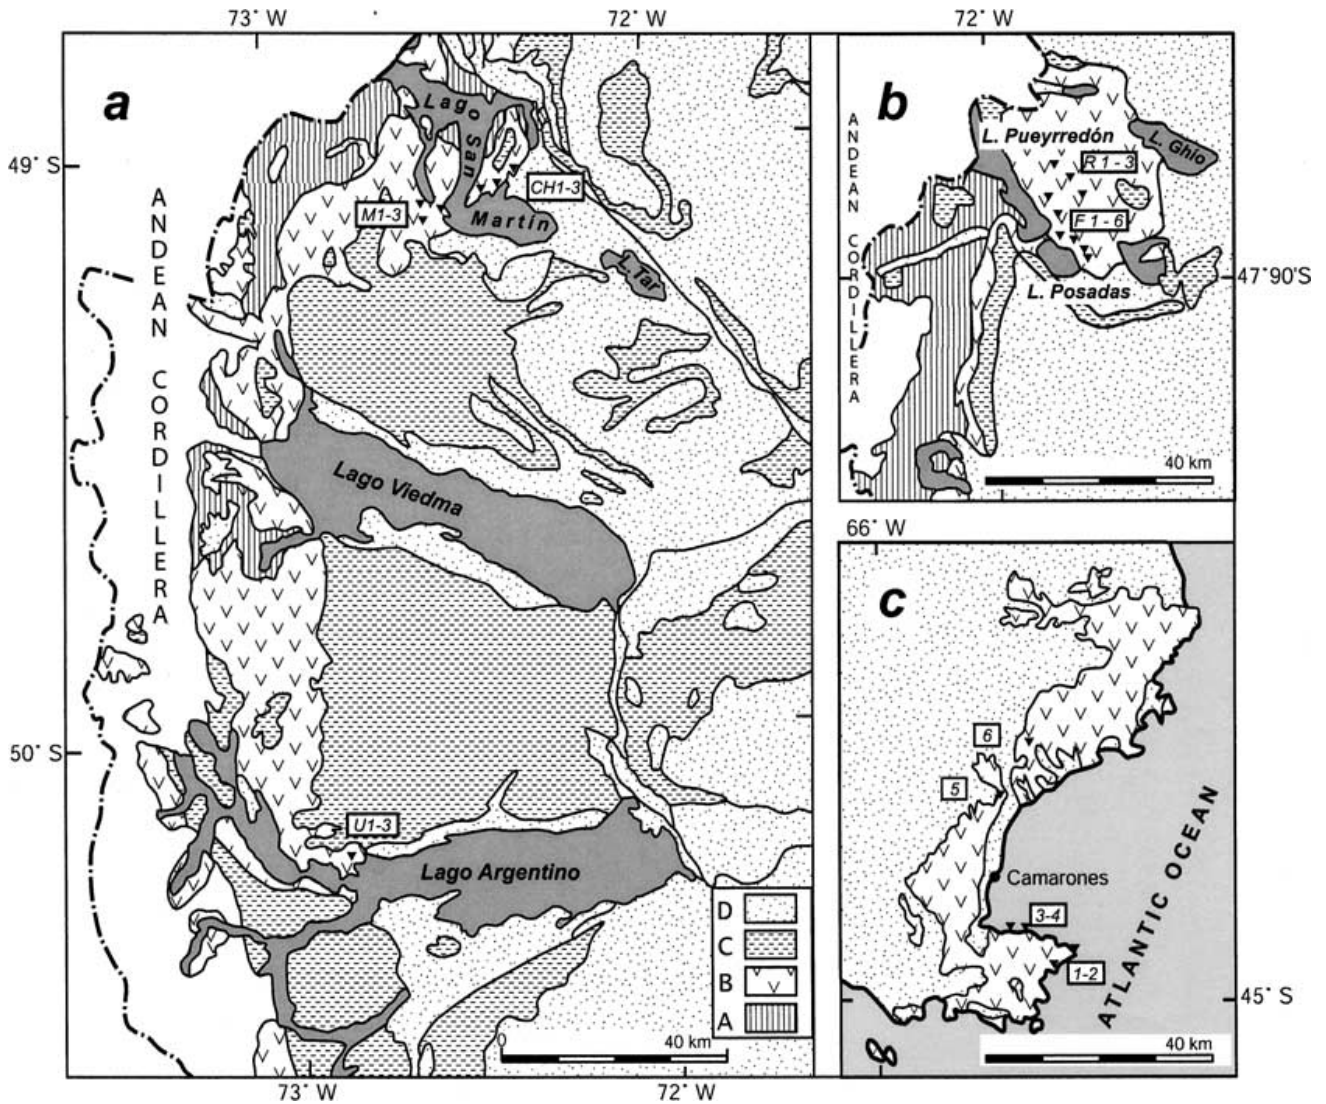 73° W
72° W
72° W
a
b
c
Lago
San
Martín
49° S
CH1-3
M1-3
L. Tar
ANDEAN CORDILLERA
Lago Viedma
50° S
U1-3
Lago Argentino
D
C
B
A
0
40 km
73° W
72° W
ANDEAN CORDILLERA
L. Pueyrredón
L. Ghio
R 1 - 3
F 1 - 6
47°90'S
L. Posadas
40 km
66° W
6
5
Camarones
3-4
1-2
ATLANTIC OCEAN
45° S
40 km